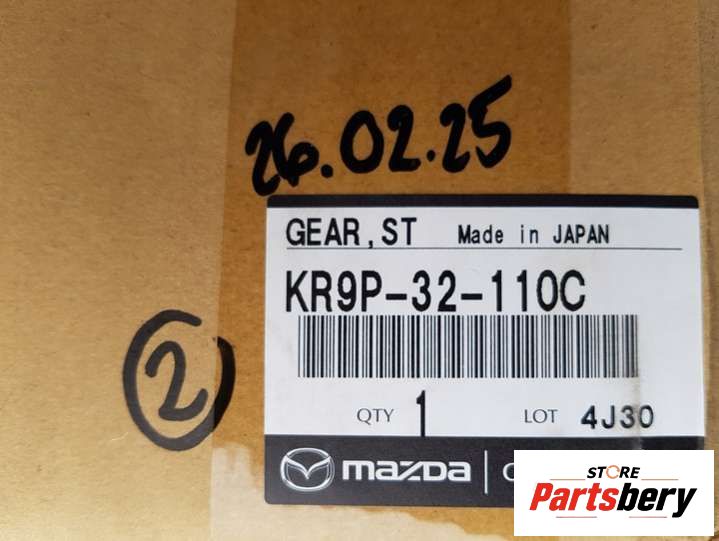 26.02.25
GEAR, ST Made in JAPAN
KR9P-32-110C
2
QTY 1 LOT 4J30
mazda
STORE
Partsbery